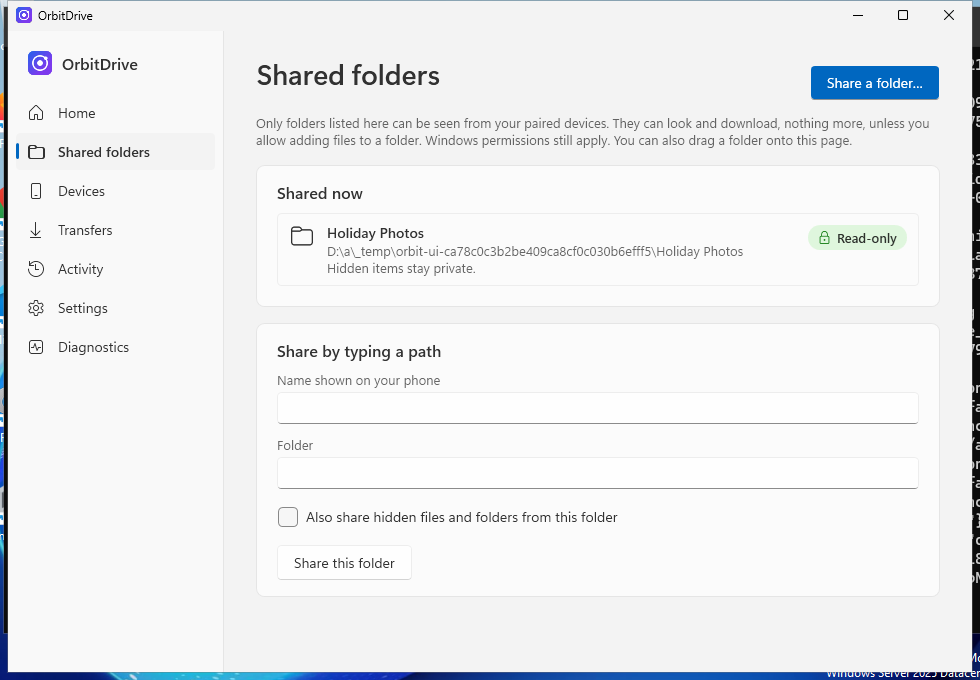 OrbitDrive
OrbitDrive
Home
Shared folders
Devices
Transfers
Activity
Settings
Diagnostics
Shared folders
Share a folder...
Only folders listed here can be seen from your paired devices. They can look and download, nothing more, unless you
allow adding files to a folder. Windows permissions still apply. You can also drag a folder onto this page.
Shared now
Holiday Photos
D:\a\_temp\orbit-ui-ca78c0c3b2be409ca8cf0c030b6efff5\Holiday Photos
Hidden items stay private.
Read-only
Share by typing a path
Name shown on your phone
Folder
Also share hidden files and folders from this folder
Share this folder
Windows Server 2025 Datacen